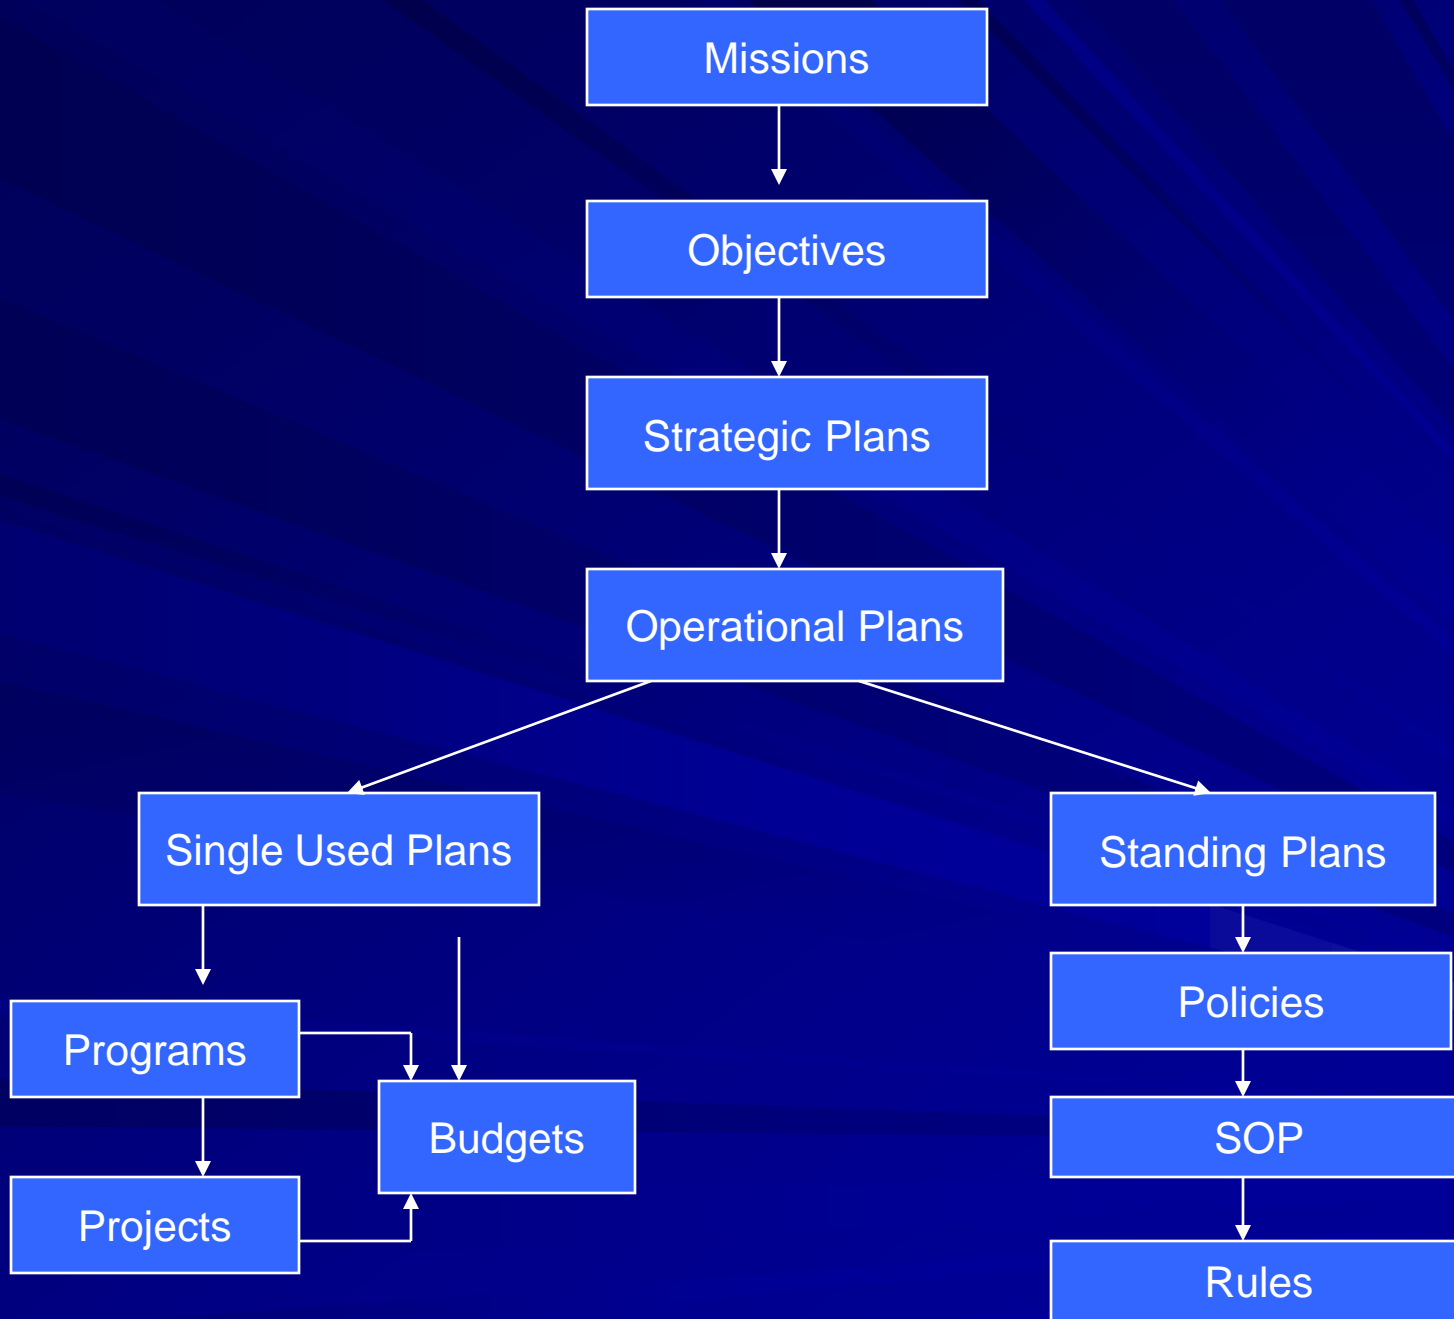 Missions
Objectives
Strategic Plans
Operational Plans
Single Used Plans
Standing Plans
Programs
Budgets
Projects
Policies
SOP
Rules